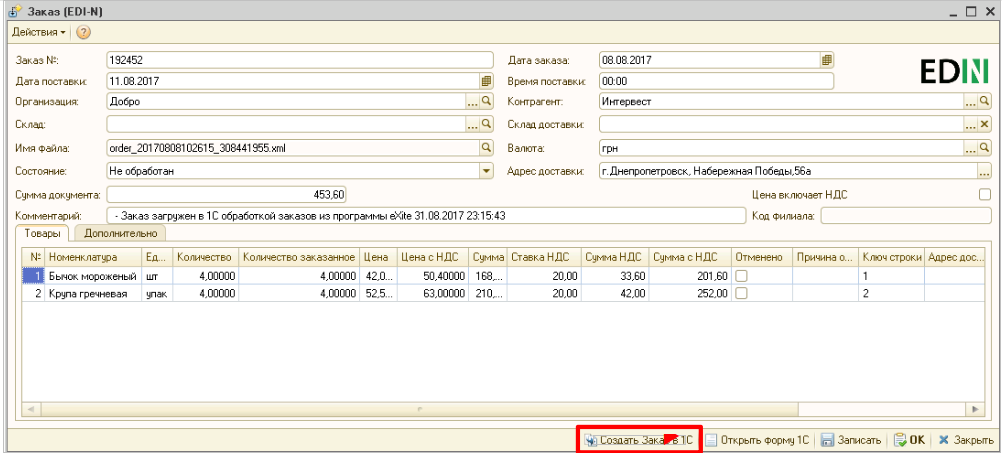 Заказ (EDI-N)
Действия
Заказ №: 192452 Дата заказа: 08.08.2017
Дата поставки: 11.08.2017 Время поставки: 00:00
EDIN
Организация: Добро ... Контрагент: Интервест ...
Склад: ... Склад доставки: ...
Имя файла: order_20170808102615_308441955.xml Валюта: грн ...
Состояние: Не обработан Адрес доставки: г.Днепропетровск, Набережная Победы,56а ...
Сумма документа: 453,60 Цена включает НДС
Комментарий: - Заказ загружен в 1С обработкой заказов из программы eXite 31.08.2017 23:15:43 Код филиала:
Товары Дополнительно
№ Номенклатура Ед... Количество Количество заказанное Цена Цена с НДС Сумма Ставка НДС Сумма НДС Сумма с НДС Отменено Причина о... Ключ строки Адрес дос...
1 Бычок мороженый шт 4,00000 4,00000 42,0... 50,40000 168,... 20,00 33,60 201,60 1
2 Крупа гречневая упак 4,00000 4,00000 52,5... 63,00000 210,... 20,00 42,00 252,00 2
Создать Заказ в 1С Открыть форму 1С Записать OK Закрыть